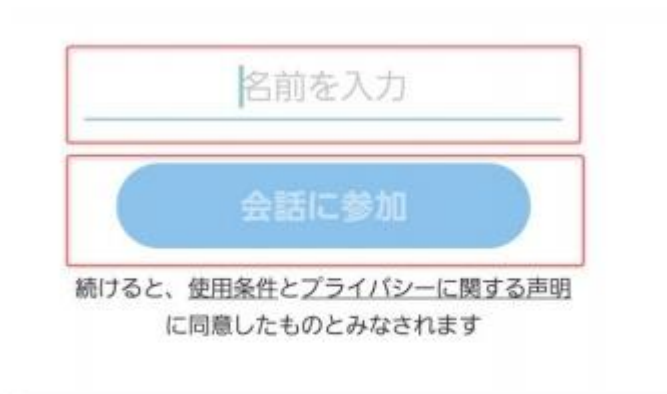 名前を入力
会話に参加
続けると、使用条件とプライバシーに関する声明
に同意したものとみなされます